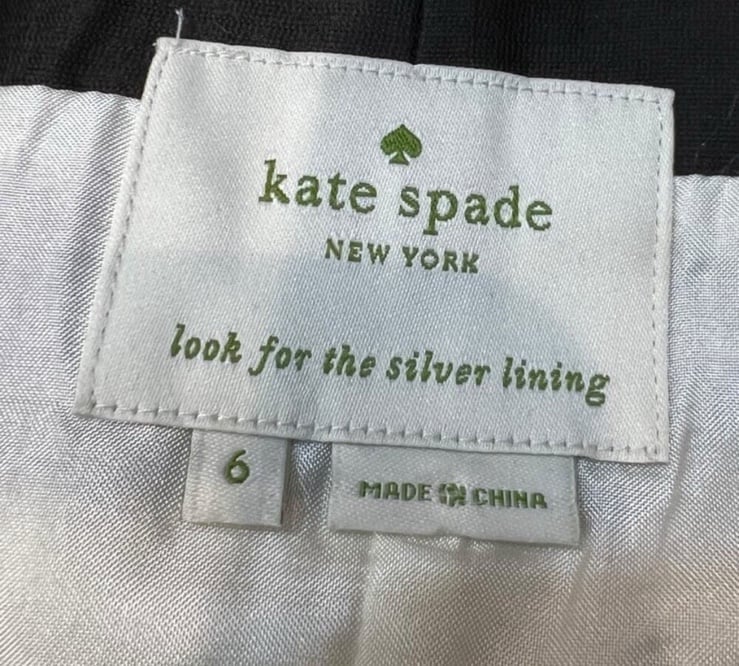 kate spade
NEW YORK
look for the silver lining
6
MADE IN CHINA